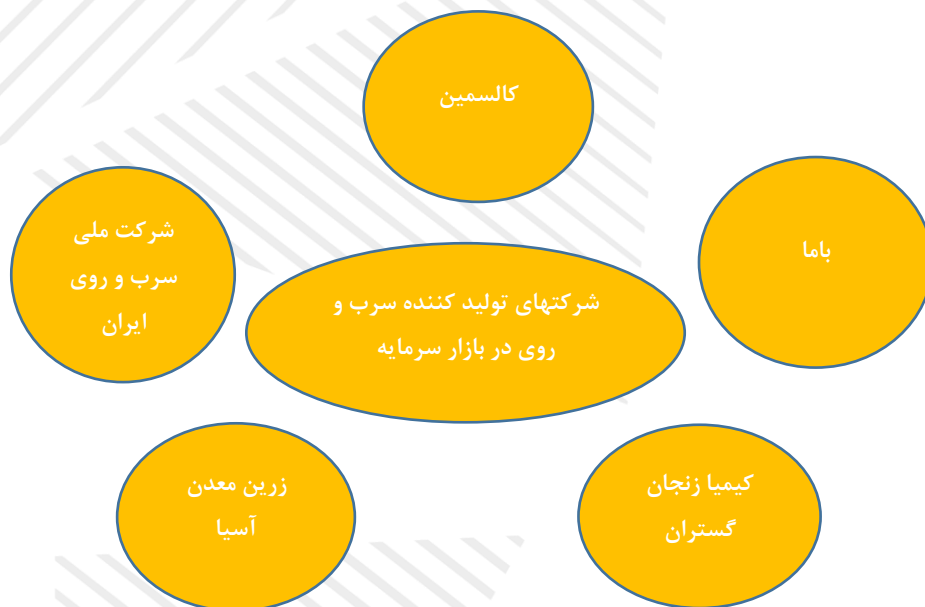 کالسمین
باما
شرکت ملی
سرب و روی
ایران
شرکتهای تولید کننده سرب و
روی در بازار سرمایه
کیمیا زنجان
گستران
زرین معدن
آسیا